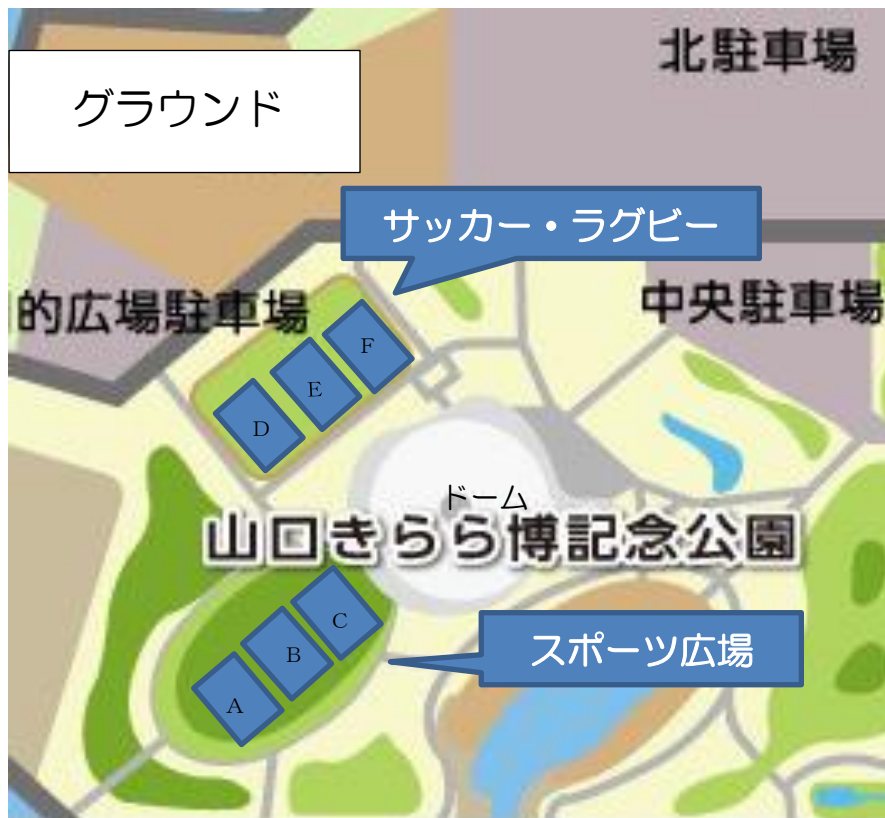 北駐車場
グラウンド
サッカー・ラグビー
的広場駐車場
中央駐車場
F
E
D
ドーム
山口きらら博記念公園
C
B
A
スポーツ広場